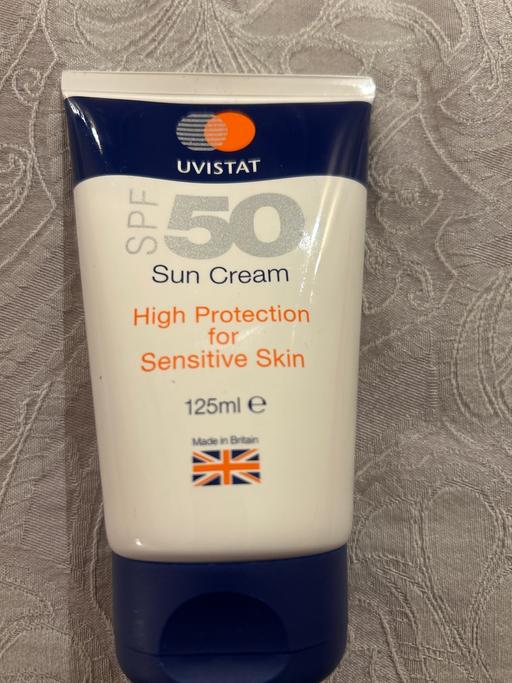 UVISTAT
SPF 50
Sun Cream
High Protection
for
Sensitive Skin
125ml ℮
Made in Britain